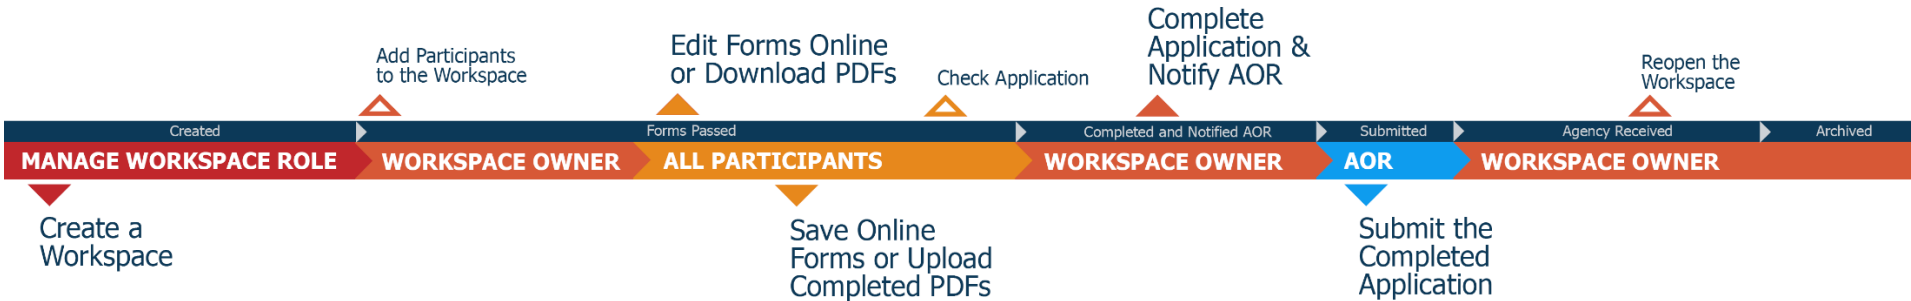 Add Participants
to the Workspace
Edit Forms Online
or Download PDFs
Check Application
Complete
Application &
Notify AOR
Reopen the
Workspace
Created
Forms Passed
Completed and Notified AOR
Submitted
Agency Received
Archived
MANAGE WORKSPACE ROLE
WORKSPACE OWNER
ALL PARTICIPANTS
WORKSPACE OWNER
AOR
WORKSPACE OWNER
Create a
Workspace
Save Online
Forms or Upload
Completed PDFs
Submit the
Completed
Application